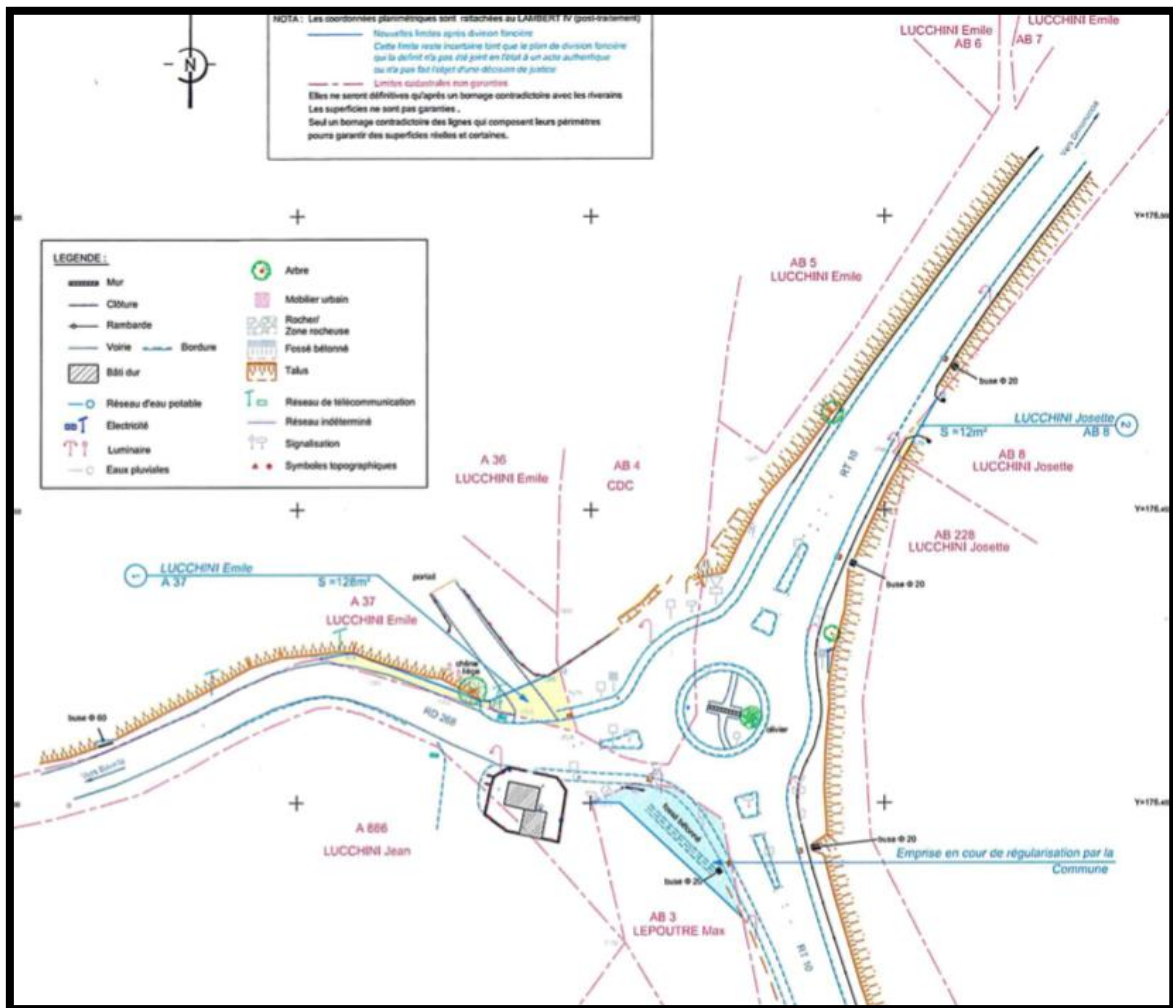 NOTA : Les coordonnées planimétriques sont rattachées au LAMBERT IV (post-traitement)
Nouvelles limites après division foncière
Cette limite reste incertaine tant que le plan de division foncière
qui la définit n'a pas été joint en l'état à un acte authentique
ou n'a pas fait l'objet d'une décision de justice
Limites cadastrales non garanties
Elles ne seront définitives qu'après un bornage contradictoire avec les riverains
Les superficies ne sont pas garanties .
Seul un bornage contradictoire des lignes qui composent leurs périmètres
pourra garantir des superficies réelles et certaines.
N
LUCCHINI Emile
AB 6
LUCCHINI Emile
AB 7
LEGENDE :
Mur
Clôture
Rambarde
Voirie
Bordure
Bâti dur
Réseau d'eau potable
Electricité
Luminaire
Eaux pluviales
Arbre
Mobilier urbain
Rocher/
Zone rocheuse
Fossé bétonné
Talus
Réseau de télécommunication
Réseau indéterminé
Signalisation
Symboles topographiques
AB 5
LUCCHINI Emile
buse Φ 20
LUCCHINI Josette
S =12m²
AB 8
2
AB 8
LUCCHINI Josette
RT 10
A 36
LUCCHINI Emile
AB 4
CDC
AB 228
LUCCHINI Josette
buse Φ 20
1
LUCCHINI Emile
A 37
S =128m²
portail
A 37
LUCCHINI Emile
chêne
liège
RD 268
olivier
buse Φ 60
A 866
LUCCHINI Jean
fossé bétonné
buse Φ 20
buse Φ 20
Emprise en cour de régularisation par la
Commune
AB 3
LEPOUTRE Max
RT 10